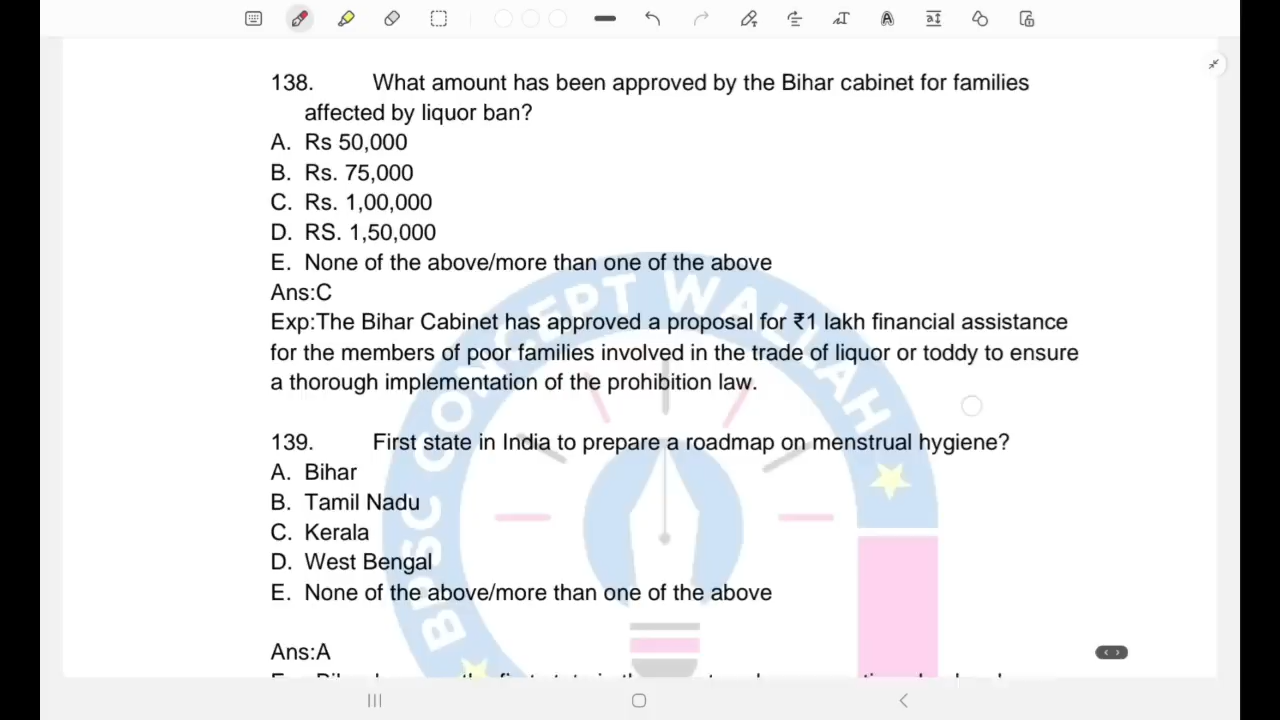 138. What amount has been approved by the Bihar cabinet for families
affected by liquor ban?
A. Rs 50,000
B. Rs. 75,000
C. Rs. 1,00,000
D. RS. 1,50,000
E. None of the above/more than one of the above
Ans:C
Exp:The Bihar Cabinet has approved a proposal for ₹1 lakh financial assistance
for the members of poor families involved in the trade of liquor or toddy to ensure
a thorough implementation of the prohibition law.
139. First state in India to prepare a roadmap on menstrual hygiene?
A. Bihar
B. Tamil Nadu
C. Kerala
D. West Bengal
E. None of the above/more than one of the above
Ans:A
BPSC CONCEPT WALLAH